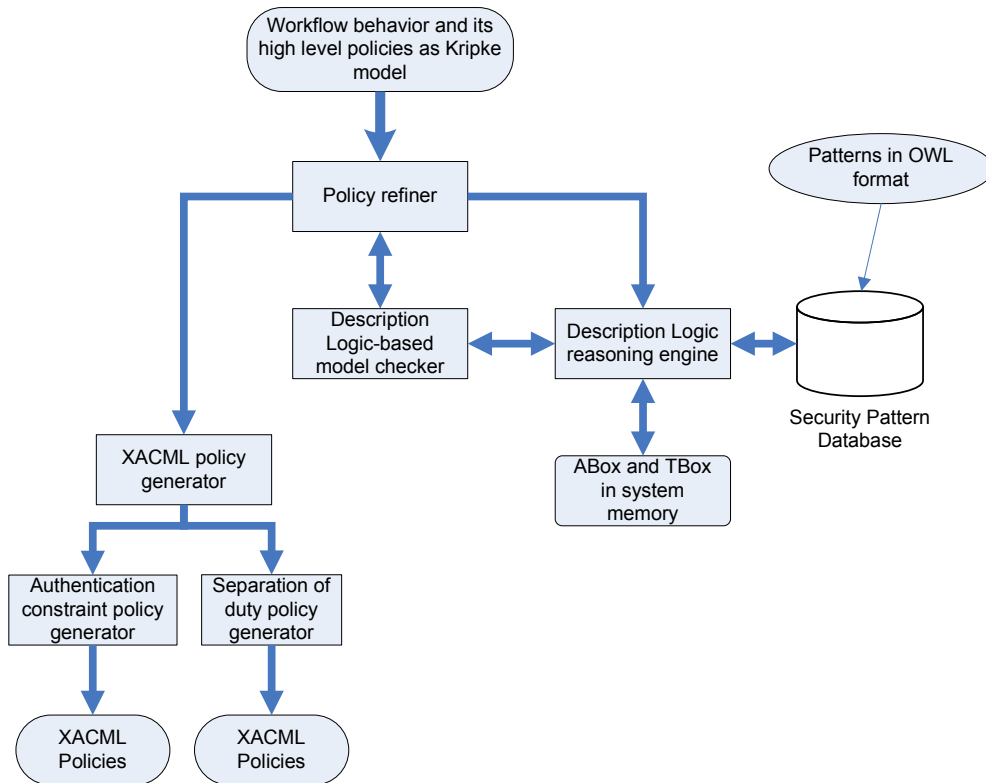 Workflow behavior and its
high level policies as Kripke
model
Patterns in OWL
format
Policy refiner
Description
Logic-based
model checker
Description Logic
reasoning engine
Security Pattern
Database
XACML policy
generator
ABox and TBox
in system
memory
Authentication
constraint policy
generator
Separation of
duty policy
generator
XACML
Policies
XACML
Policies